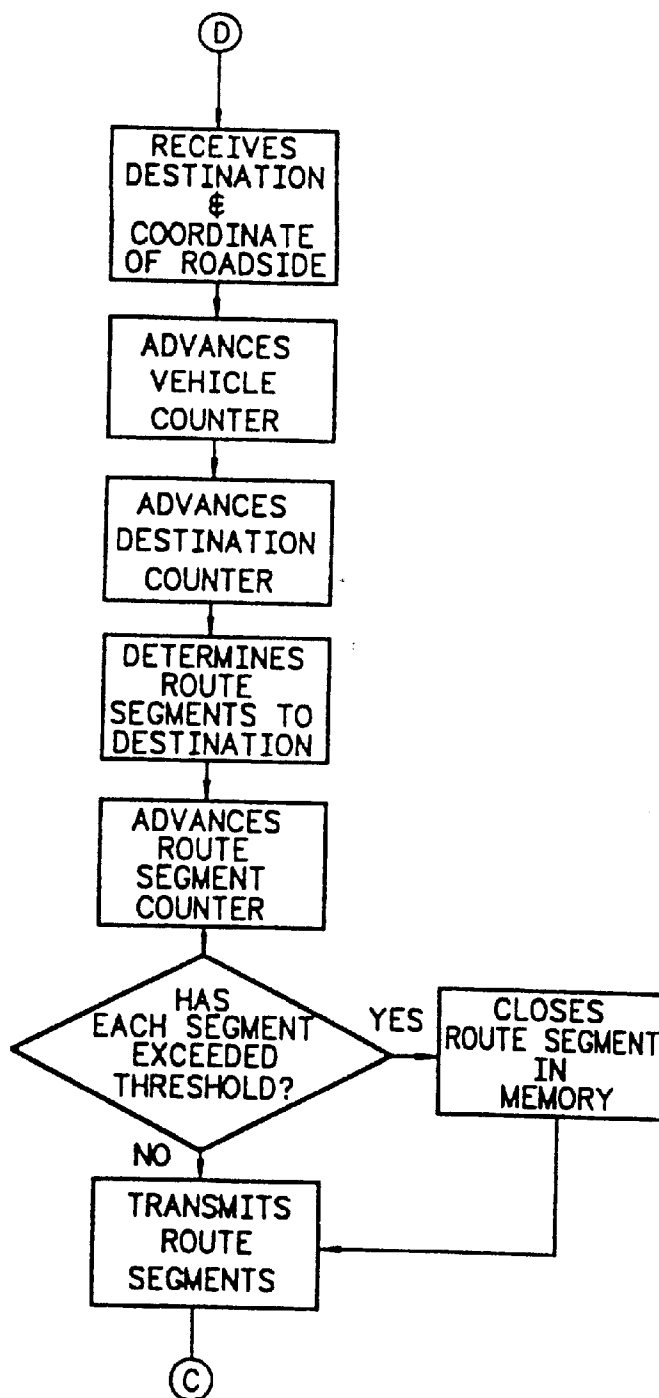 D
RECEIVES
DESTINATION
&
COORDINATE
OF ROADSIDE
ADVANCES
VEHICLE
COUNTER
ADVANCES
DESTINATION
COUNTER
DETERMINES
ROUTE
SEGMENTS TO
DESTINATION
ADVANCES
ROUTE
SEGMENT
COUNTER
HAS
EACH SEGMENT
EXCEEDED
THRESHOLD?
YES
CLOSES
ROUTE SEGMENT
IN
MEMORY
NO
TRANSMITS
ROUTE
SEGMENTS
C